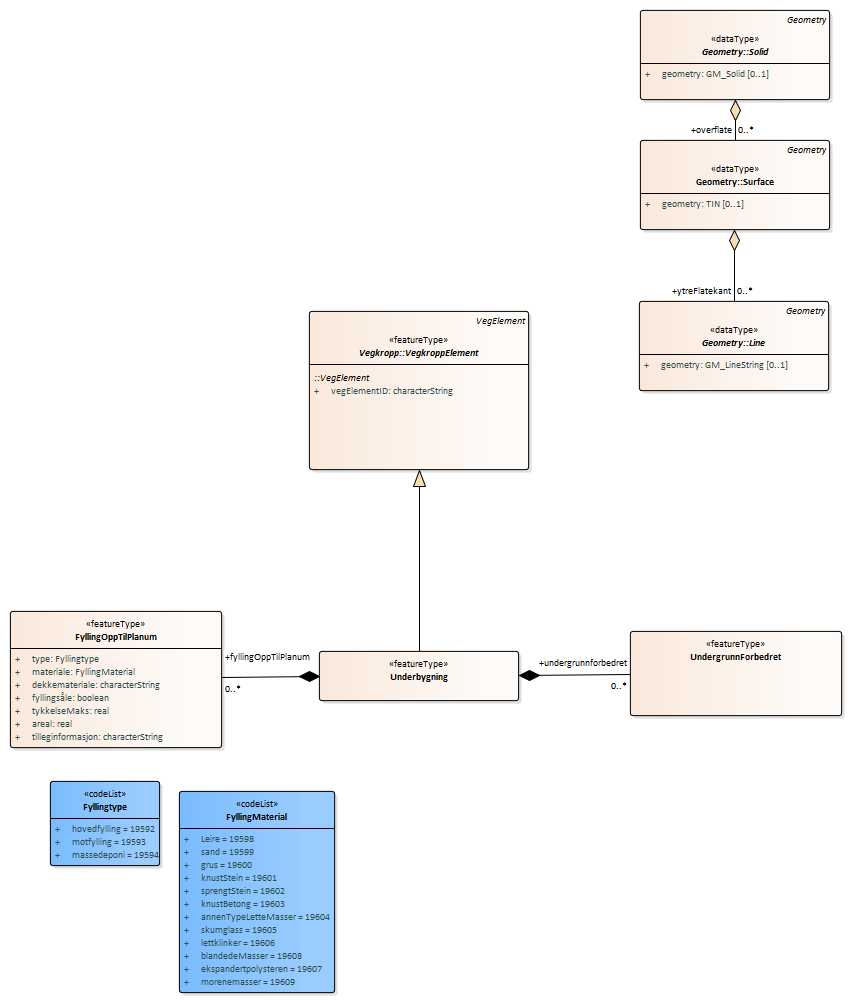 Geometry
«dataType»
Geometry::Solid
+ geometry: GM_Solid [0..1]
+overflate 0..*
Geometry
«dataType»
Geometry::Surface
+ geometry: TIN [0..1]
+ytreFlatekant 0..*
Geometry
«dataType»
Geometry::Line
+ geometry: GM_LineString [0..1]
VegElement
«featureType»
Vegkropp::VegkroppElement
::VegElement
+ vegElementID: characterString
«featureType»
FyllingOppTilPlanum
+ type: Fyllingtype
+ materiale: FyllingMaterial
+ dekkemateriale: characterString
+ fyllingsåle: boolean
+ tykkelseMaks: real
+ areal: real
+ tilleginformasjon: characterString
+fyllingOppTilPlanum
0..*
«featureType»
Underbygning
+undergrunnforbedret
0..*
«featureType»
UndergrunnForbedret
«codeList»
Fyllingtype
+ hovedfylling = 19592
+ motfylling = 19593
+ massedeponi = 19594
«codeList»
FyllingMaterial
+ Leire = 19598
+ sand = 19599
+ grus = 19600
+ knustStein = 19601
+ sprengtStein = 19602
+ knustBetong = 19603
+ annenTypeLetteMasser = 19604
+ skumglass = 19605
+ lettklinker = 19606
+ blandedeMasser = 19608
+ ekspandertpolysteren = 19607
+ morenemasser = 19609